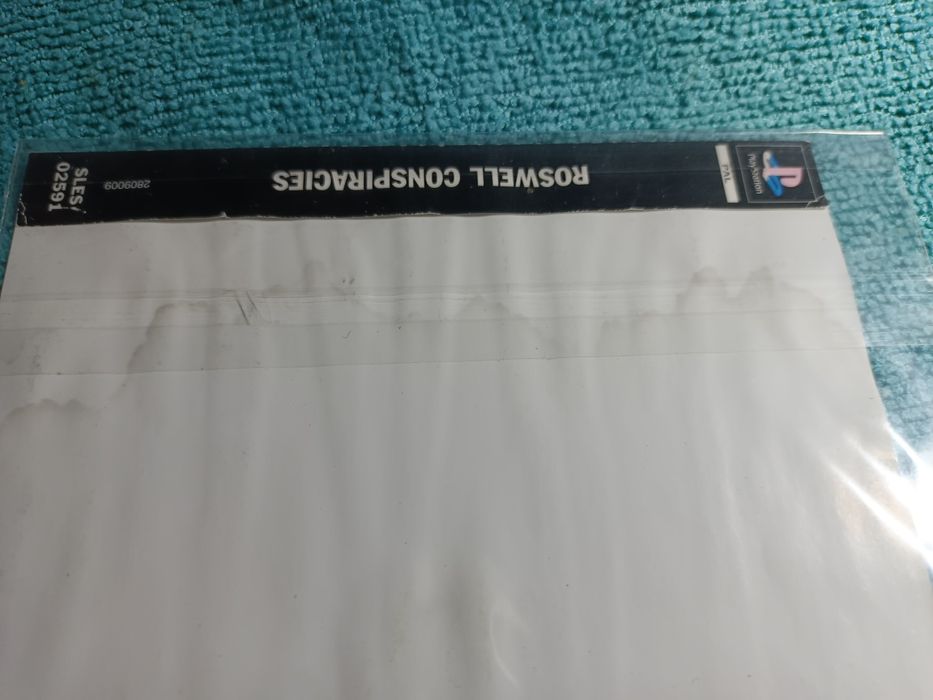 PlayStation
PAL
ROSWELL CONSPIRACIES
2809009
SLES/
02591